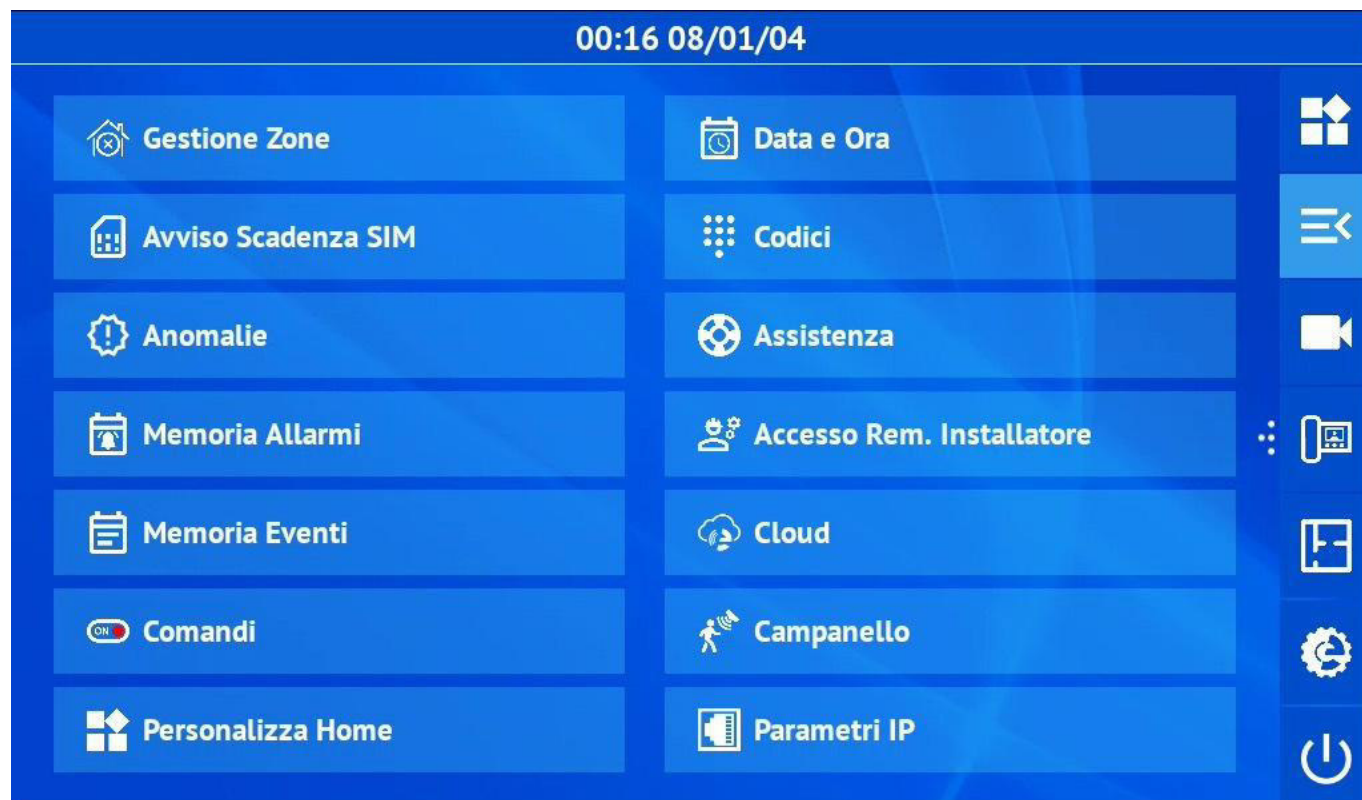 00:16 08/01/04
Gestione Zone
Avviso Scadenza SIM
Anomalie
Memoria Allarmi
Memoria Eventi
ON
Comandi
Personalizza Home
Data e Ora
Codici
Assistenza
Accesso Rem. Installatore
Cloud
Campanello
Parametri IP